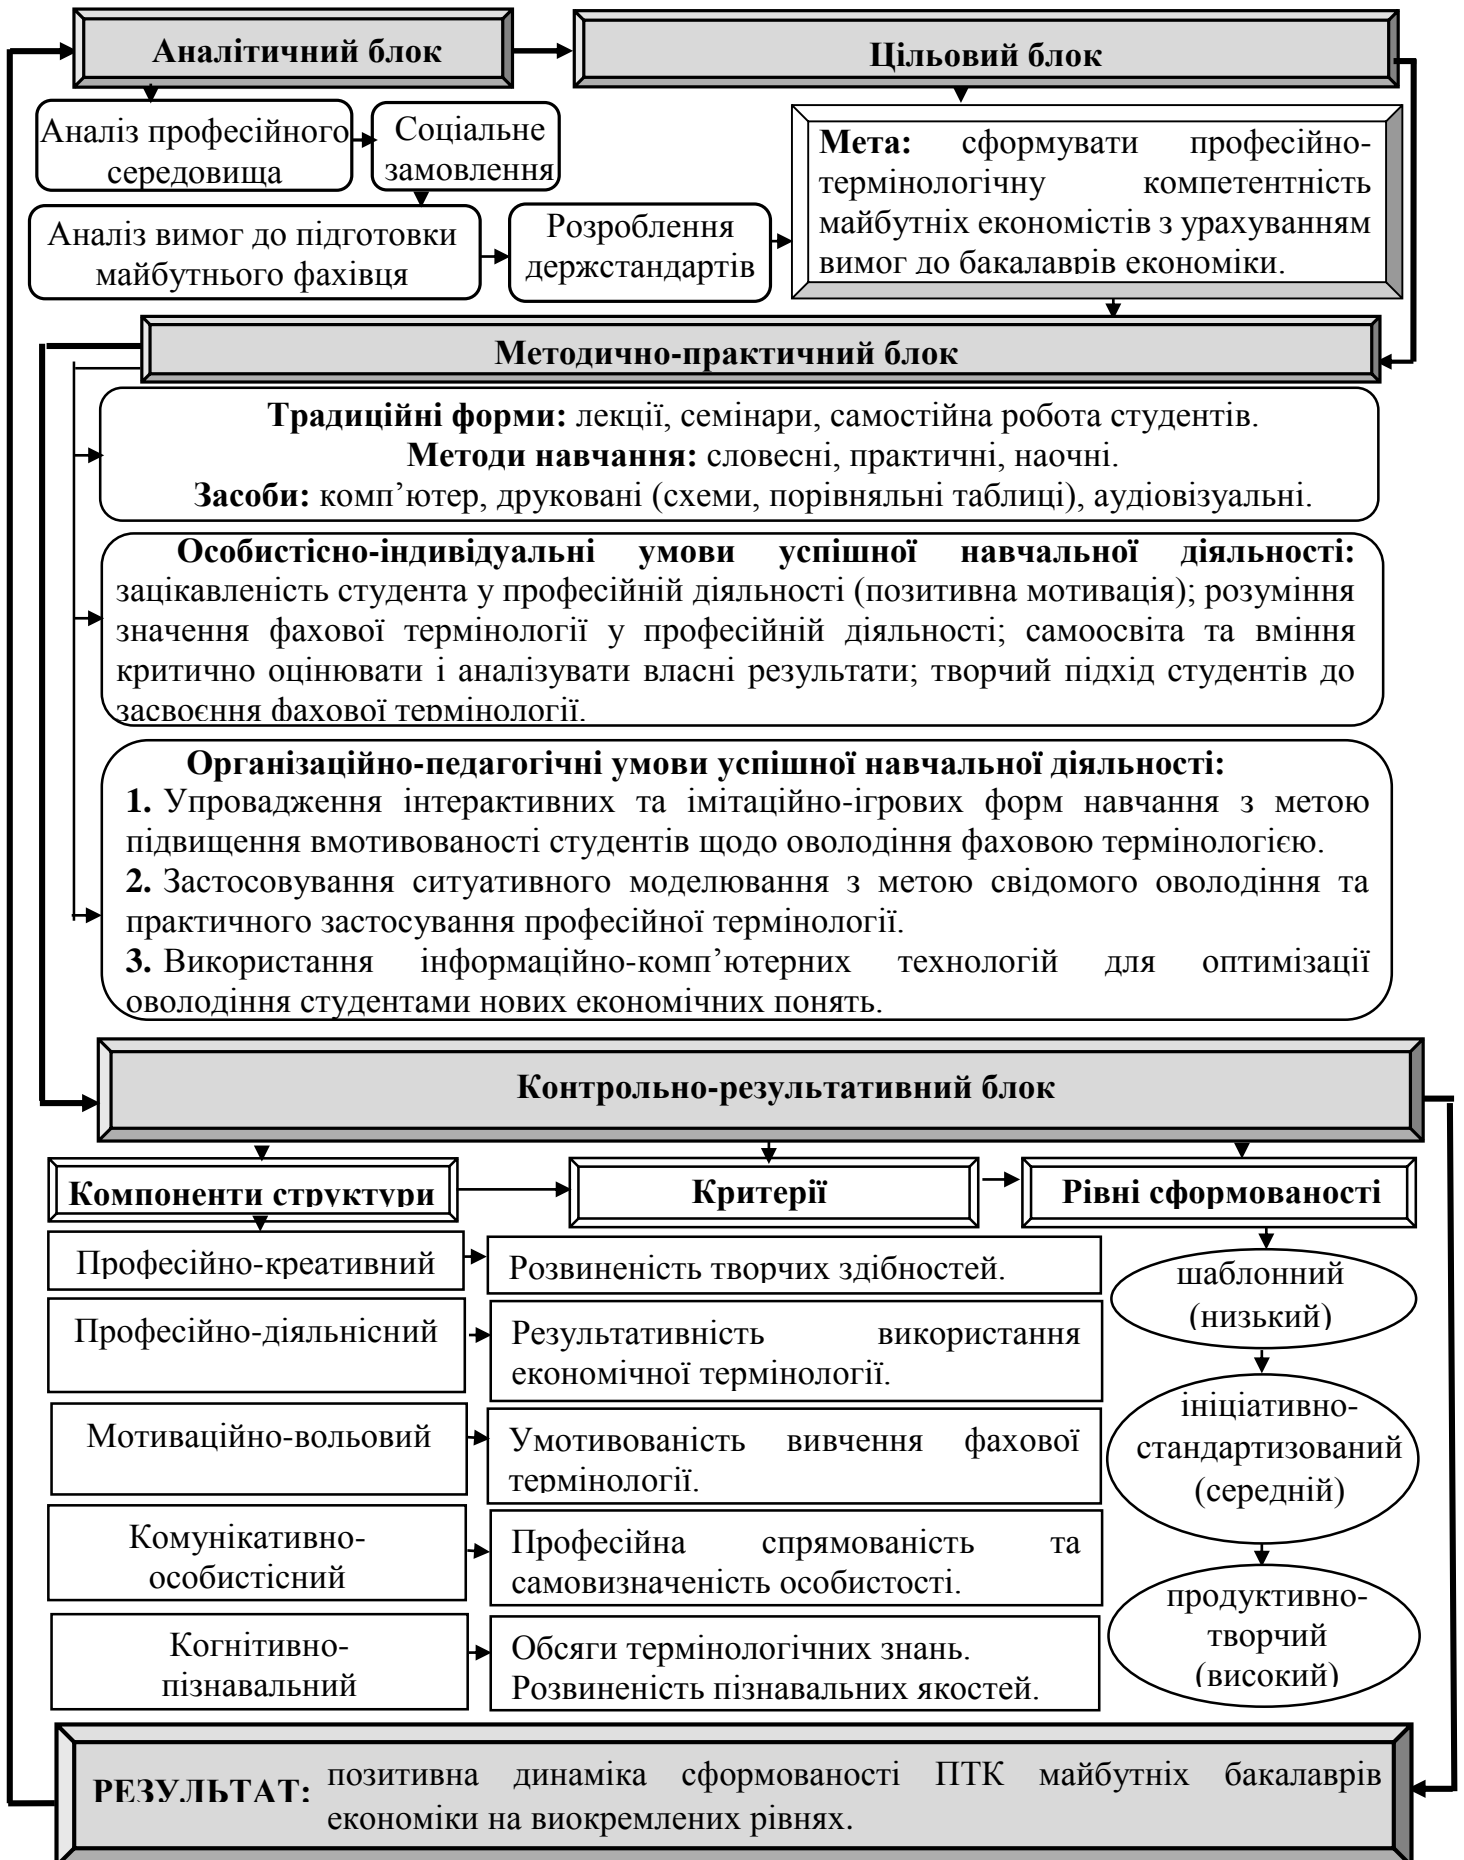 Аналітичний блок
Цільовий блок
Аналіз професійного
середовища
Соціальне
замовлення
Аналіз вимог до підготовки
майбутнього фахівця
Розроблення
держстандартів
Мета: сформувати професійно-
термінологічну компетентність
майбутніх економістів з урахуванням
вимог до бакалаврів економіки.
Методично-практичний блок
Традиційні форми: лекції, семінари, самостійна робота студентів.
Методи навчання: словесні, практичні, наочні.
Засоби: комп’ютер, друковані (схеми, порівняльні таблиці), аудіовізуальні.
Особистісно-індивідуальні умови успішної навчальної діяльності:
зацікавленість студента у професійній діяльності (позитивна мотивація); розуміння
значення фахової термінології у професійній діяльності; самоосвіта та вміння
критично оцінювати і аналізувати власні результати; творчий підхід студентів до
засвоєння фахової термінології.
Організаційно-педагогічні умови успішної навчальної діяльності:
1. Упровадження інтерактивних та імітаційно-ігрових форм навчання з метою
підвищення вмотивованості студентів щодо оволодіння фаховою термінологією.
2. Застосовування ситуативного моделювання з метою свідомого оволодіння та
практичного застосування професійної термінології.
3. Використання інформаційно-комп’ютерних технологій для оптимізації
оволодіння студентами нових економічних понять.
Контрольно-результативний блок
Компоненти структури
Критерії
Рівні сформованості
Професійно-креативний
Розвиненість творчих здібностей.
шаблонний
(низький)
Професійно-діяльнісний
Результативність використання
економічної термінології.
Мотиваційно-вольовий
Умотивованість вивчення фахової
термінології.
ініціативно-
стандартизований
(середній)
Комунікативно-
особистісний
Професійна спрямованість та
самовизначеність особистості.
Когнітивно-
пізнавальний
Обсяги термінологічних знань.
Розвиненість пізнавальних якостей.
продуктивно-
творчий
(високий)
РЕЗУЛЬТАТ: позитивна динаміка сформованості ПТК майбутніх бакалаврів
економіки на виокремлених рівнях.